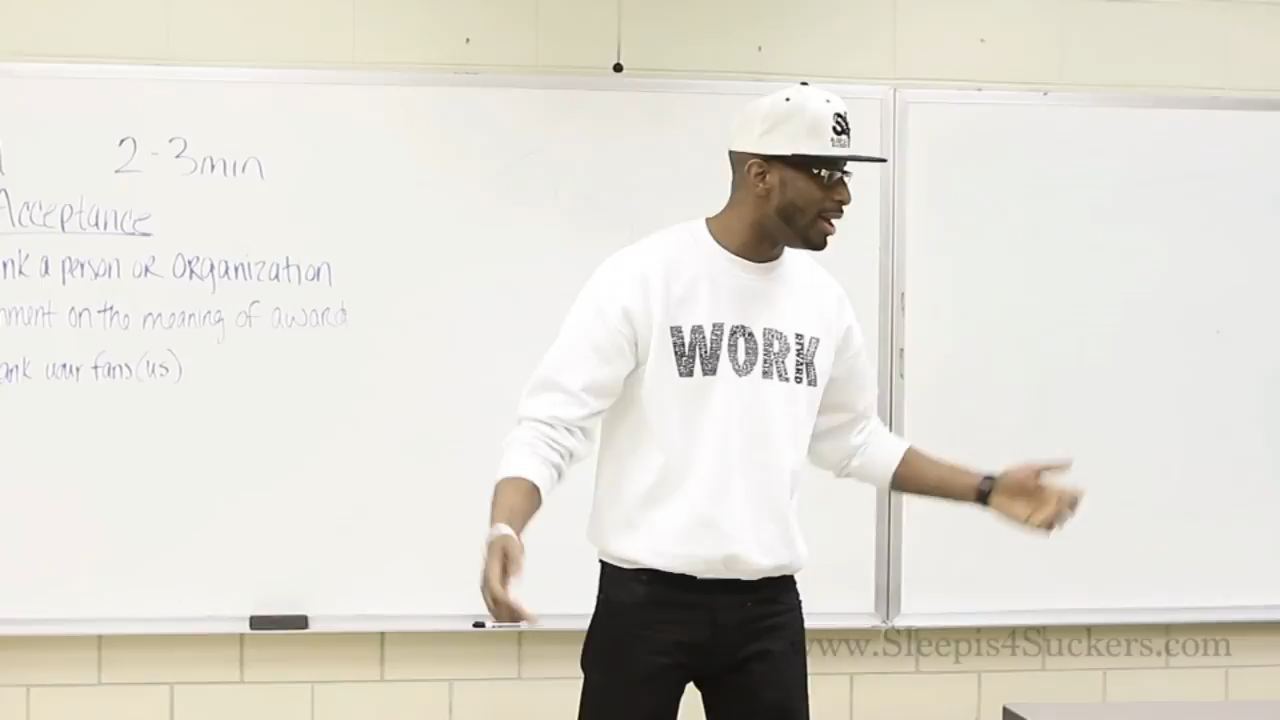 2-3min
Acceptance
nk a person OR ORganization
mment on the meaning of award
ank your fans (us)
WORK
REWARD
www.Sleepis4Suckers.com